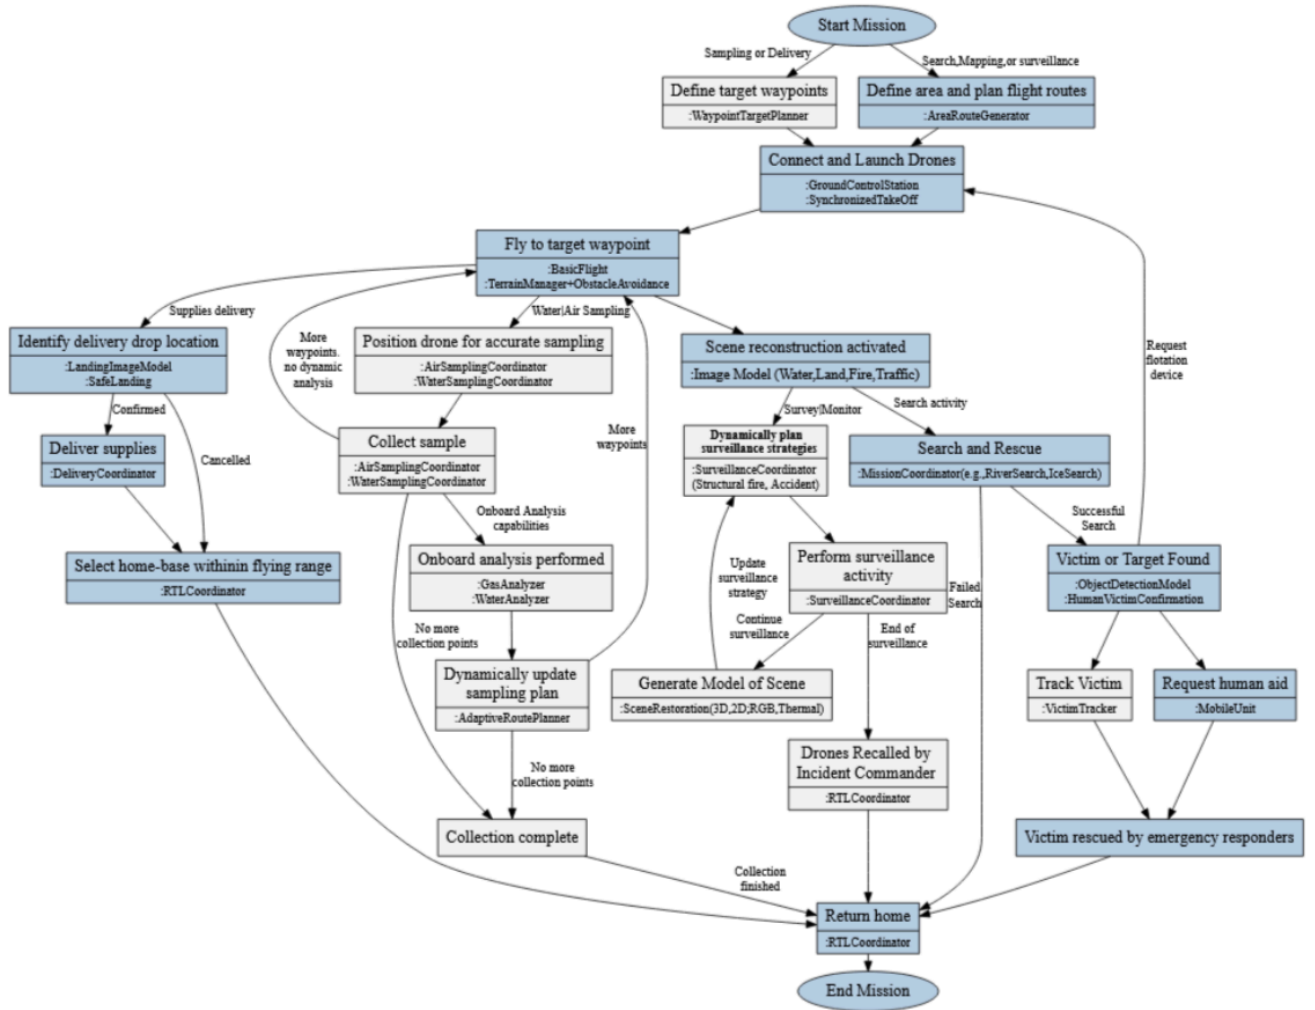 Start Mission
Sampling or Delivery
Search,Mapping,or surveillance
Define target waypoints
:WaypointTargetPlanner
Define area and plan flight routes
:AreaRouteGenerator
Connect and Launch Drones
:GroundControlStation
:SynchronizedTakeOff
Fly to target waypoint
:BasicFlight
:TerrainManager+ObstacleAvoidance
Supplies delivery
Water|Air Sampling
Identify delivery drop location
:LandingImageModel
:SafeLanding
More
waypoints.
no dynamic
analysis
Position drone for accurate sampling
:AirSamplingCoordinator
:WaterSamplingCoordinator
Scene reconstruction activated
:Image Model (Water,Land,Fire,Traffic)
Request
flotation
device
Confirmed
Cancelled
Survey|Monitor
Search activity
Deliver supplies
:DeliveryCoordinator
Collect sample
:AirSamplingCoordinator
:WaterSamplingCoordinator
More
waypoints
Dynamically plan
surveillance strategies
:SurveillanceCoordinator
(Structural fire, Accident)
Search and Rescue
:MissionCoordinator(e.g.,RiverSearch,IceSearch)
Onboard Analysis
capabilities
Successful
Search
Select home-base withinin flying range
:RTLCoordinator
Onboard analysis performed
:GasAnalyzer
:WaterAnalyzer
Update
surveillance
strategy
Perform surveillance
activity
:SurveillanceCoordinator
Failed
Search
Victim or Target Found
:ObjectDetectionModel
:HumanVictimConfirmation
No more
collection points
Continue
surveillance
End of
surveillance
Dynamically update
sampling plan
:AdaptiveRoutePlanner
Generate Model of Scene
:SceneRestoration(3D,2D;RGB,Thermal)
Track Victim
:VictimTracker
Request human aid
:MobileUnit
No more
collection points
Drones Recalled by
Incident Commander
:RTLCoordinator
Collection complete
Victim rescued by emergency responders
Collection
finished
Return home
:RTLCoordinator
End Mission